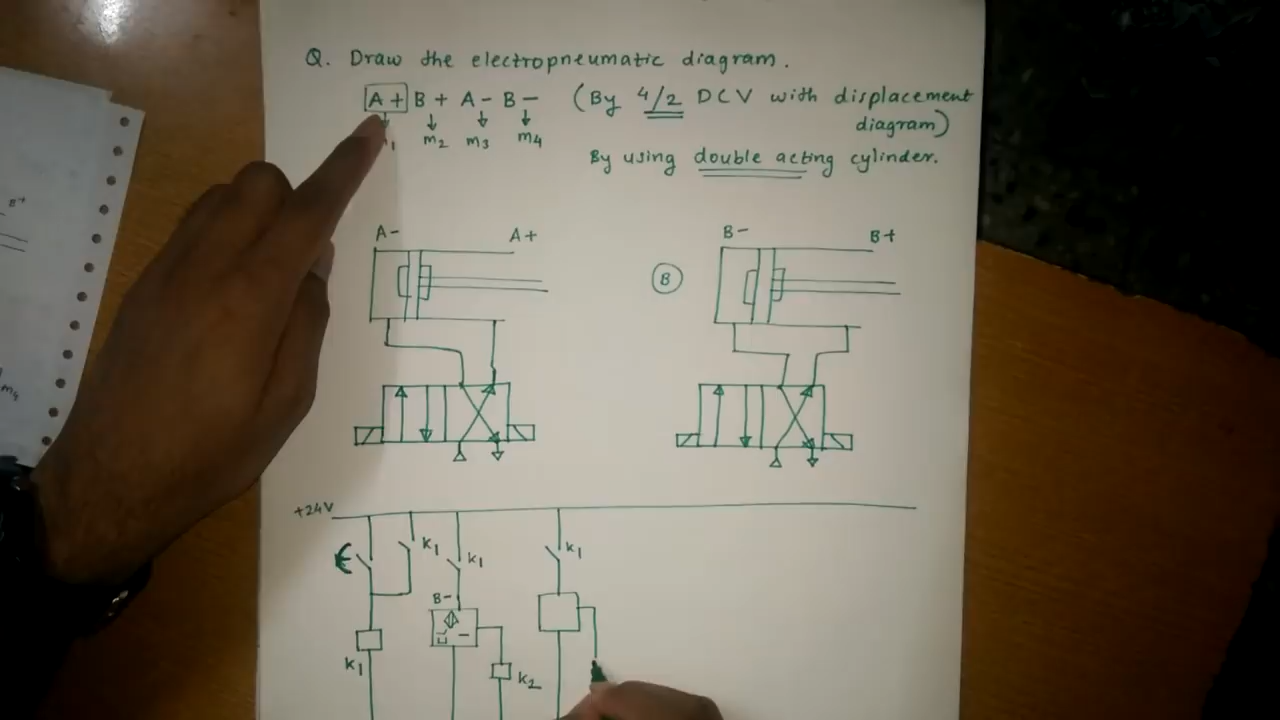 Q. Draw the electropneumatic diagram.
A+ B+ A- B- (By 4/2 DCV with displacement
diagram)
m2 m3 m4
By using double acting cylinder.
A- A+
B- B+
B
+24V
K1 K1 K1
B-
K1 K2
B+
m4